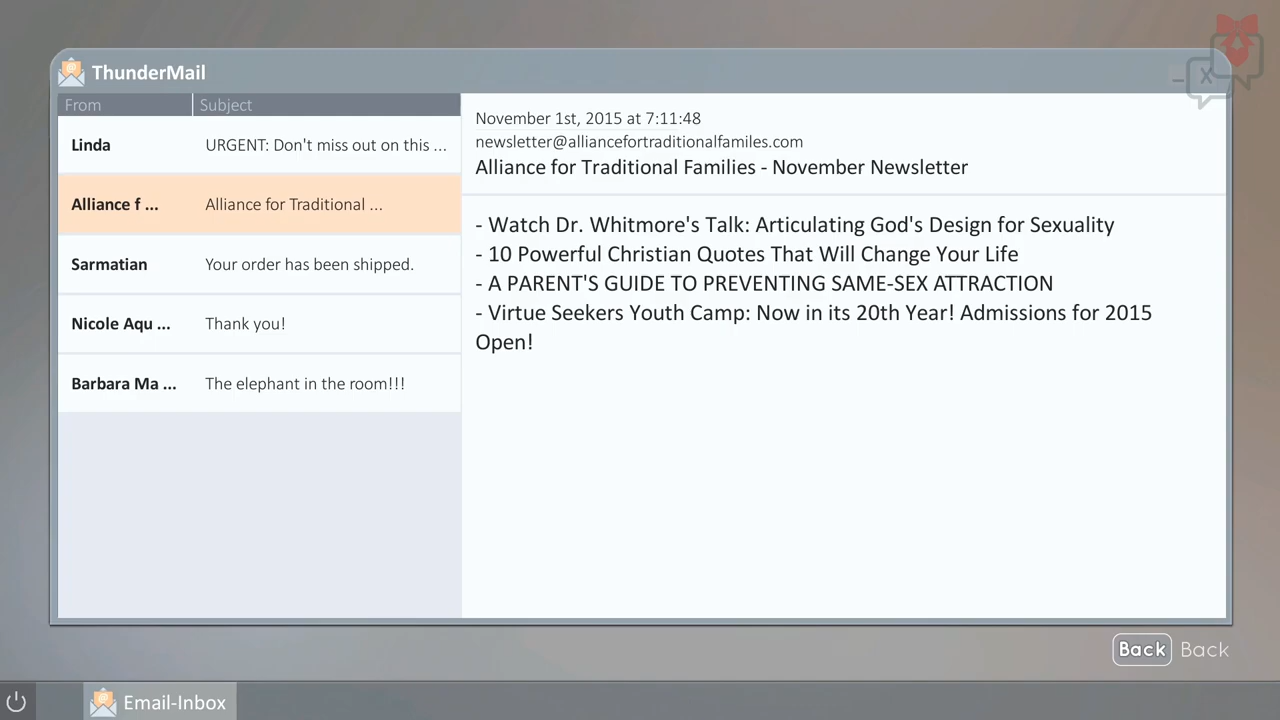 ThunderMail
X
From Subject
Linda URGENT: Don't miss out on this ...
Alliance f ... Alliance for Traditional ...
Sarmatian Your order has been shipped.
Nicole Aqu ... Thank you!
Barbara Ma ... The elephant in the room!!!
November 1st, 2015 at 7:11:48
newsletter@alliancefortraditionalfamiles.com
Alliance for Traditional Families - November Newsletter
- Watch Dr. Whitmore's Talk: Articulating God's Design for Sexuality
- 10 Powerful Christian Quotes That Will Change Your Life
- A PARENT'S GUIDE TO PREVENTING SAME-SEX ATTRACTION
- Virtue Seekers Youth Camp: Now in its 20th Year! Admissions for 2015
Open!
Back Back
Email-Inbox